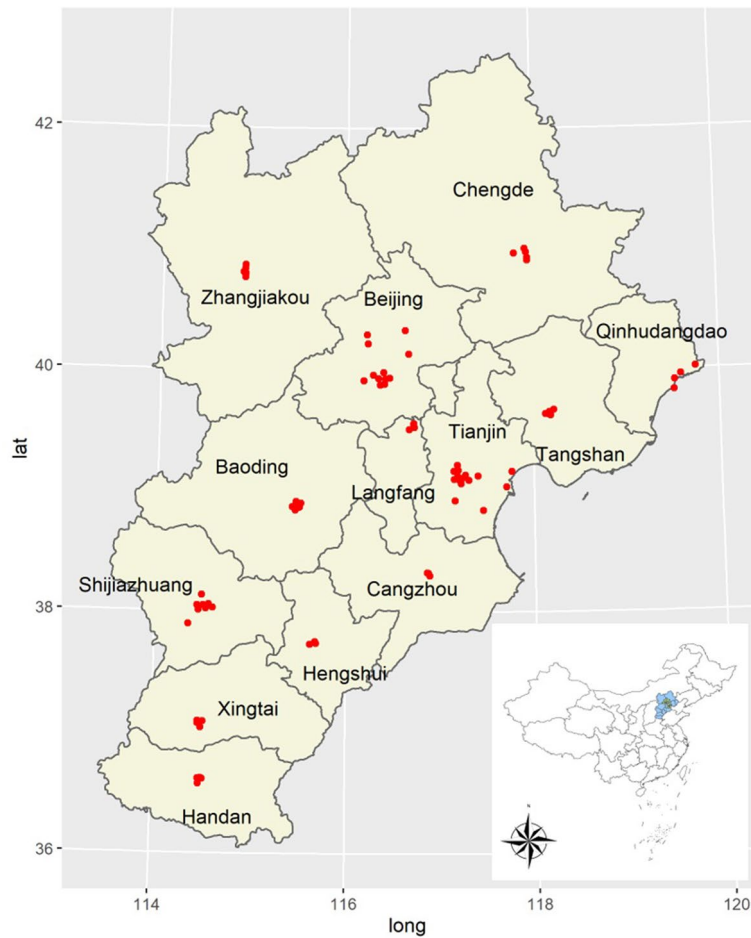 42
40
38
36
lat
Chengde
Zhangjiakou
Beijing
Qinhudangdao
Tianjin
Tangshan
Baoding
Langfang
Shijiazhuang
Cangzhou
Hengshui
Xingtai
Handan
N
114
116
118
120
long